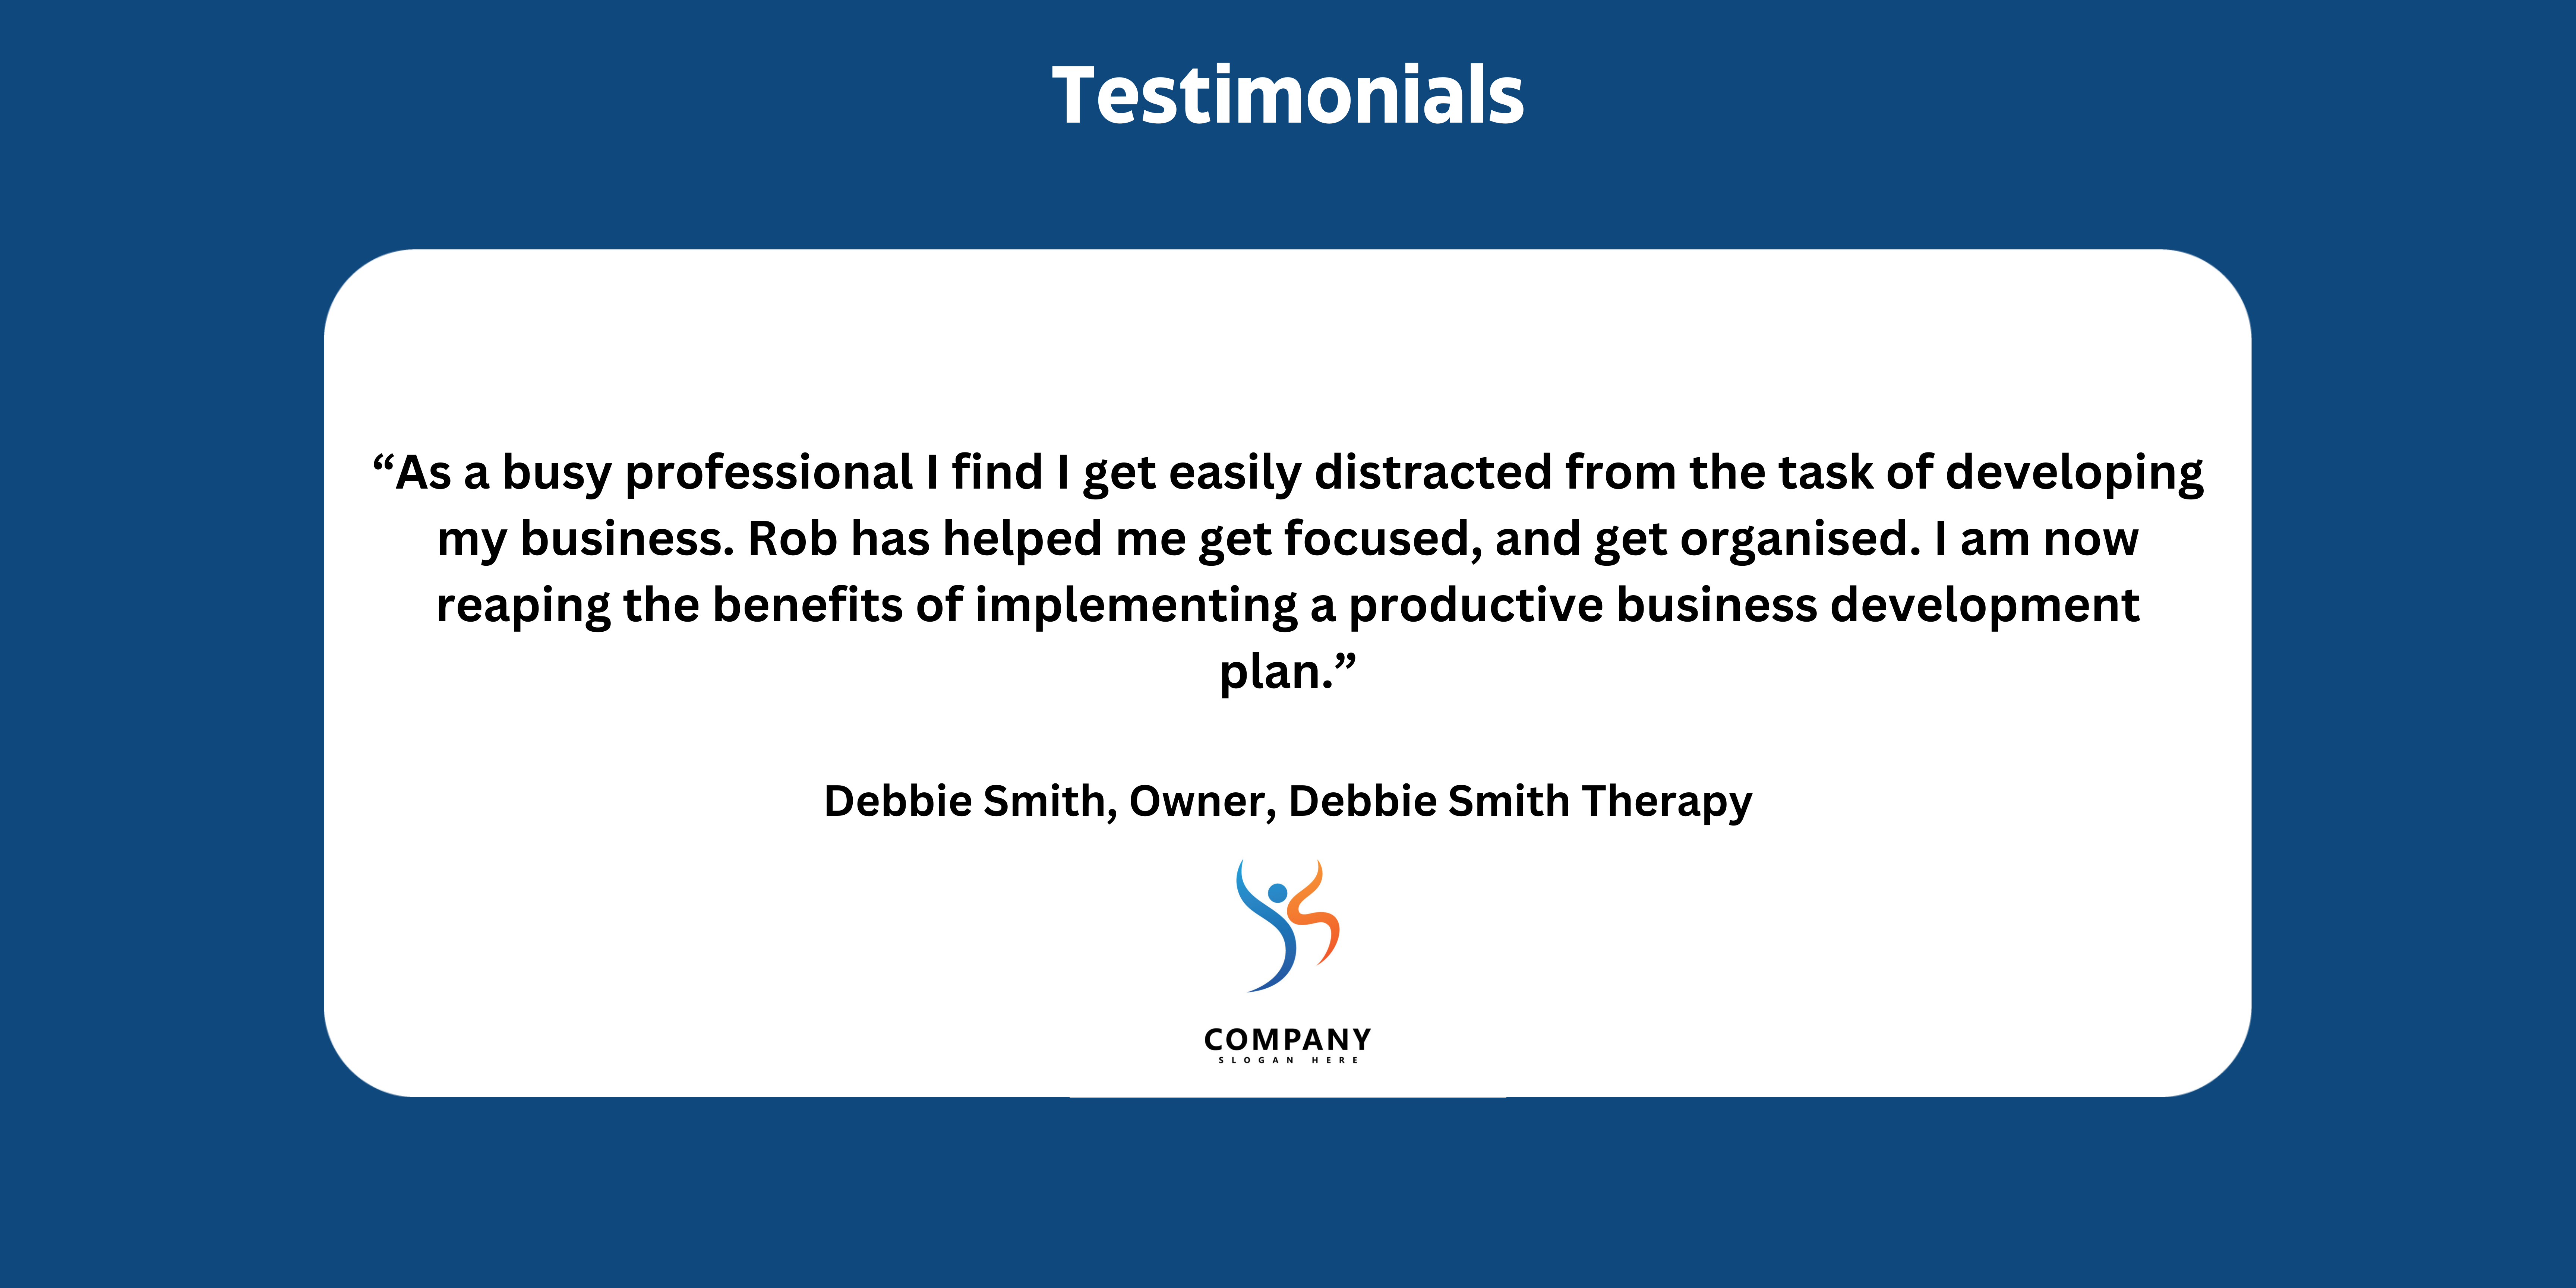 Testimonials
“As a busy professional I find I get easily distracted from the task of developing
my business. Rob has helped me get focused, and get organised. I am now
reaping the benefits of implementing a productive business development
plan.”
Debbie Smith, Owner, Debbie Smith Therapy
COMPANY
SLOGAN HERE